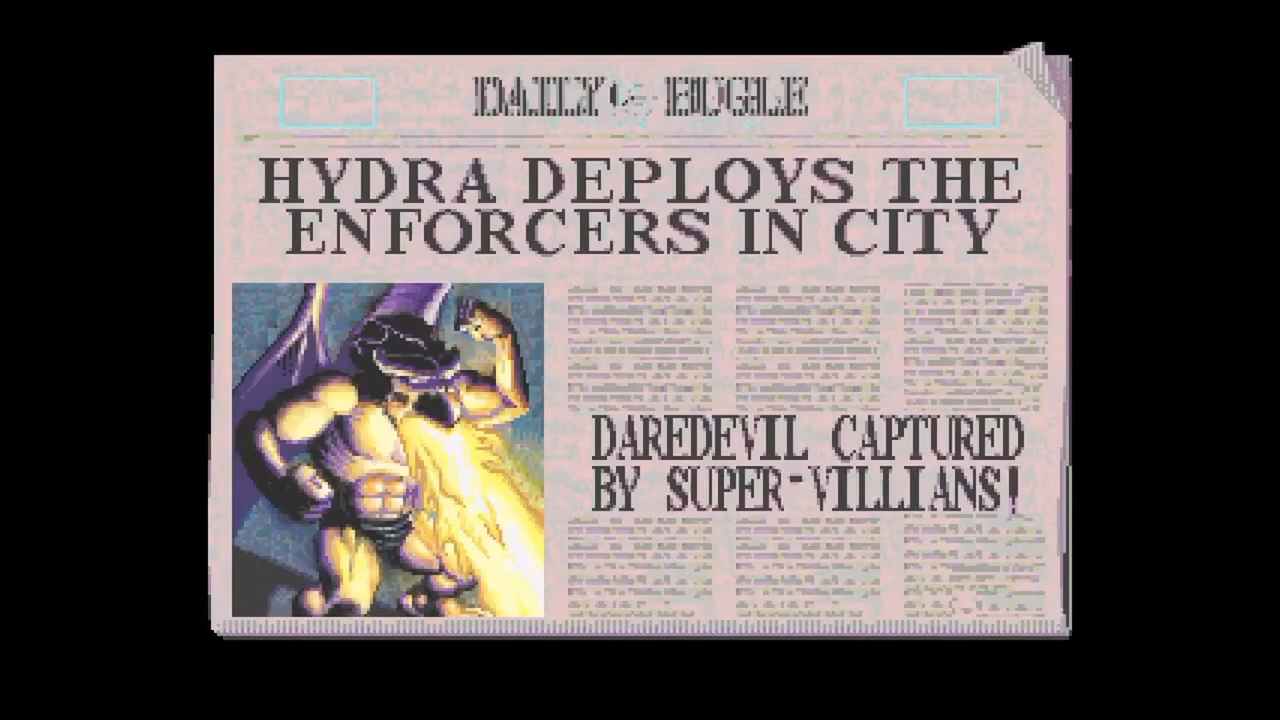 DAILY BUGLE
HYDRA DEPLOYS THE
ENFORCERS IN CITY
DAREDEVIL CAPTURED
BY SUPER-VILLIANS!